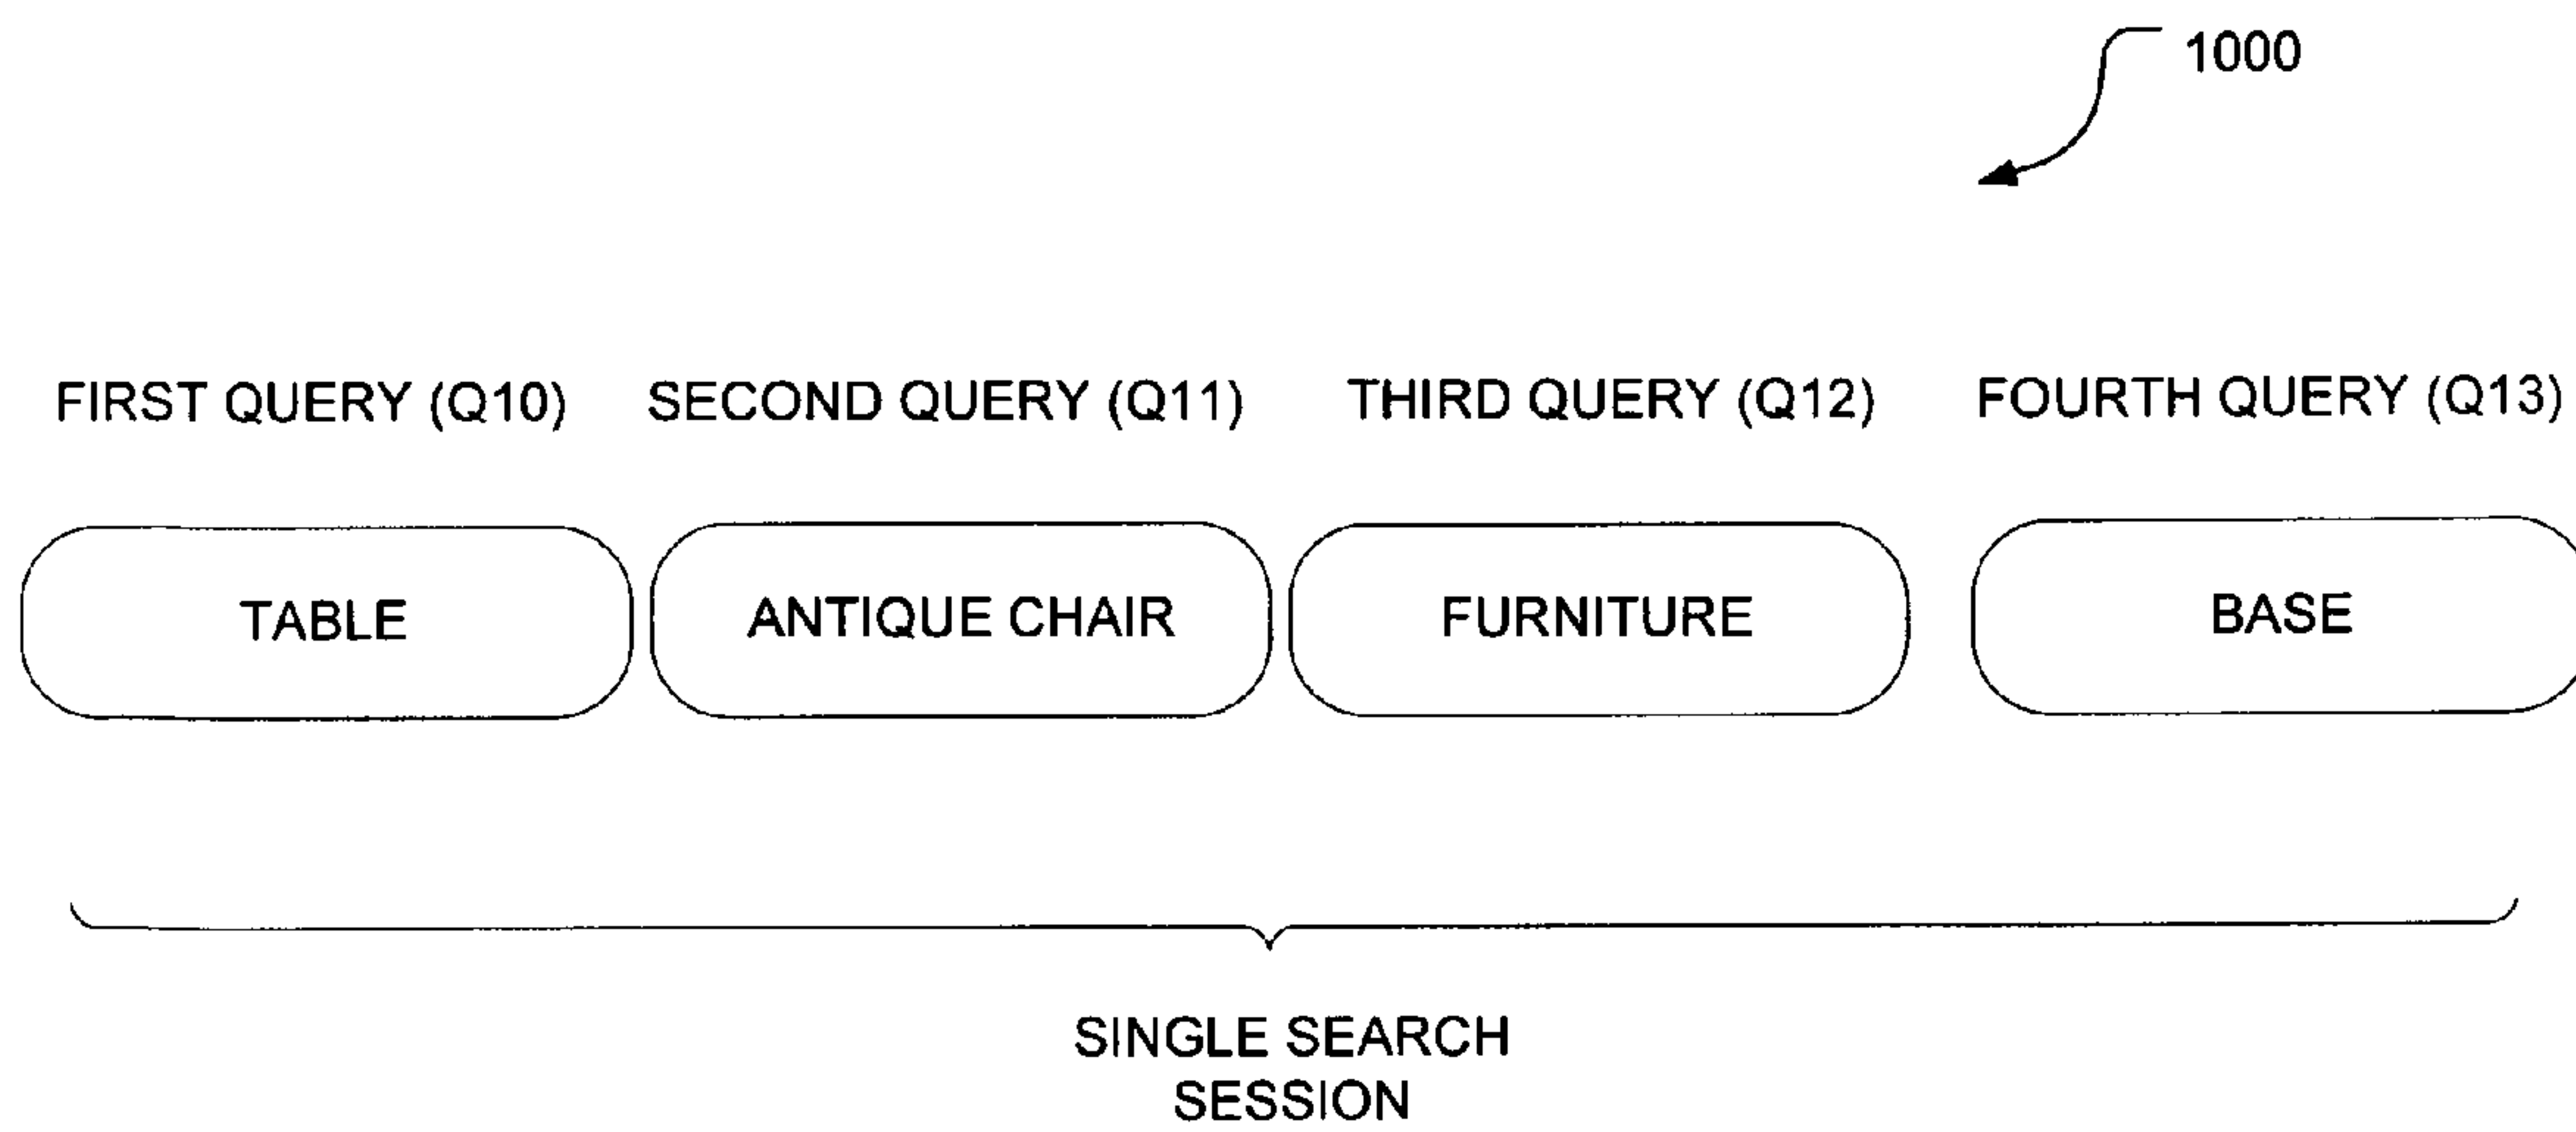 1000
FIRST QUERY (Q10) SECOND QUERY (Q11) THIRD QUERY (Q12) FOURTH QUERY (Q13)
TABLE ANTIQUE CHAIR FURNITURE BASE
SINGLE SEARCH
SESSION